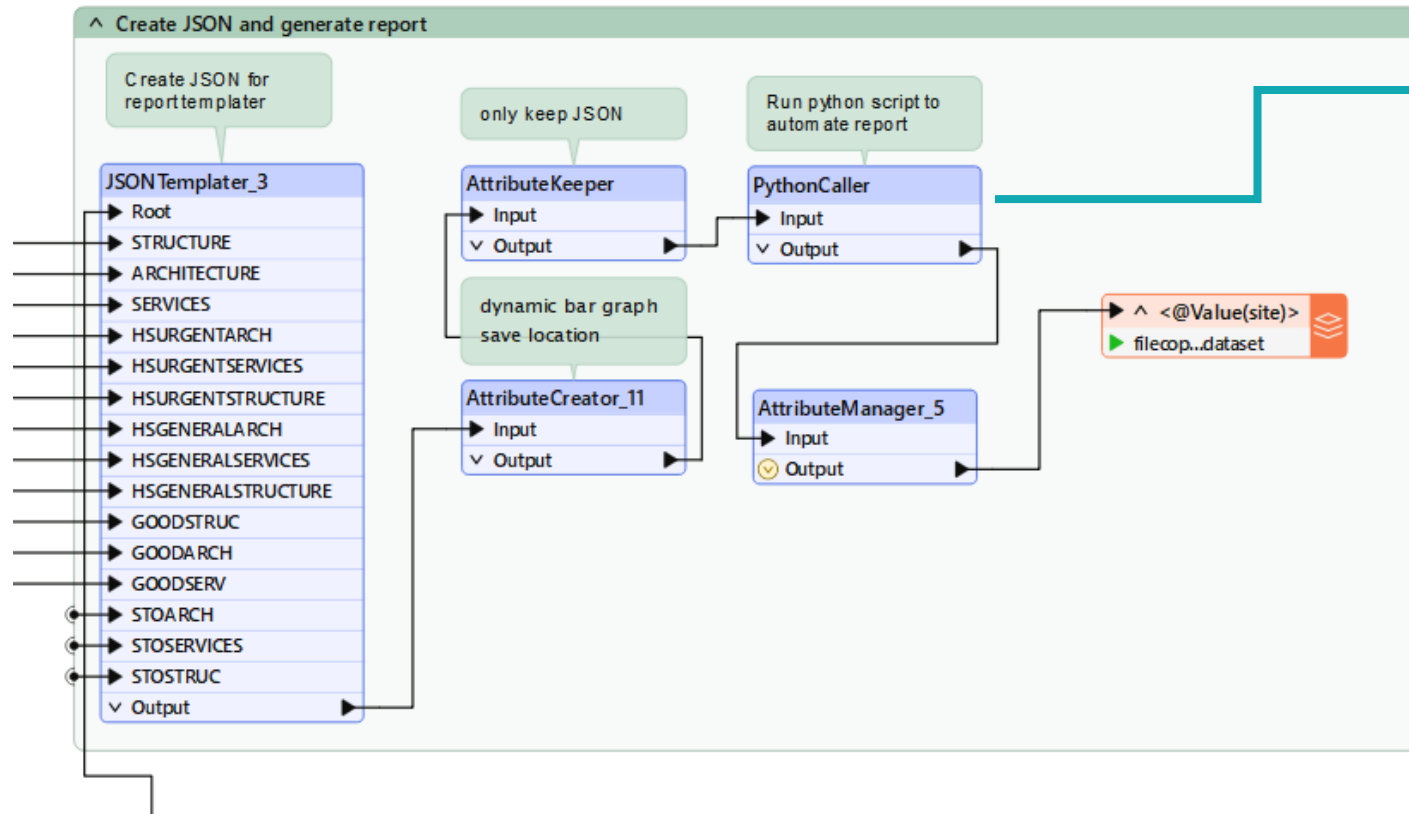 Create JSON and generate report
Create JSON for
report templater
JSONTemplater_3
Root
STRUCTURE
ARCHITECTURE
SERVICES
HSURGENTARCH
HSURGENTSERVICES
HSURGENTSTRUCTURE
HSGENERALARCH
HSGENERALSERVICES
HSGENERALSTRUCTURE
GOODSTRUC
GOODARCH
GOODSERV
STOARCH
STOSERVICES
STOSTRUC
Output
only keep JSON
AttributeKeeper
Input
Output
dynamic bar graph
save location
AttributeCreator_11
Input
Output
Run python script to
automate report
PythonCaller
Input
Output
AttributeManager_5
Input
Output
<@Value(site)>
filecop...dataset